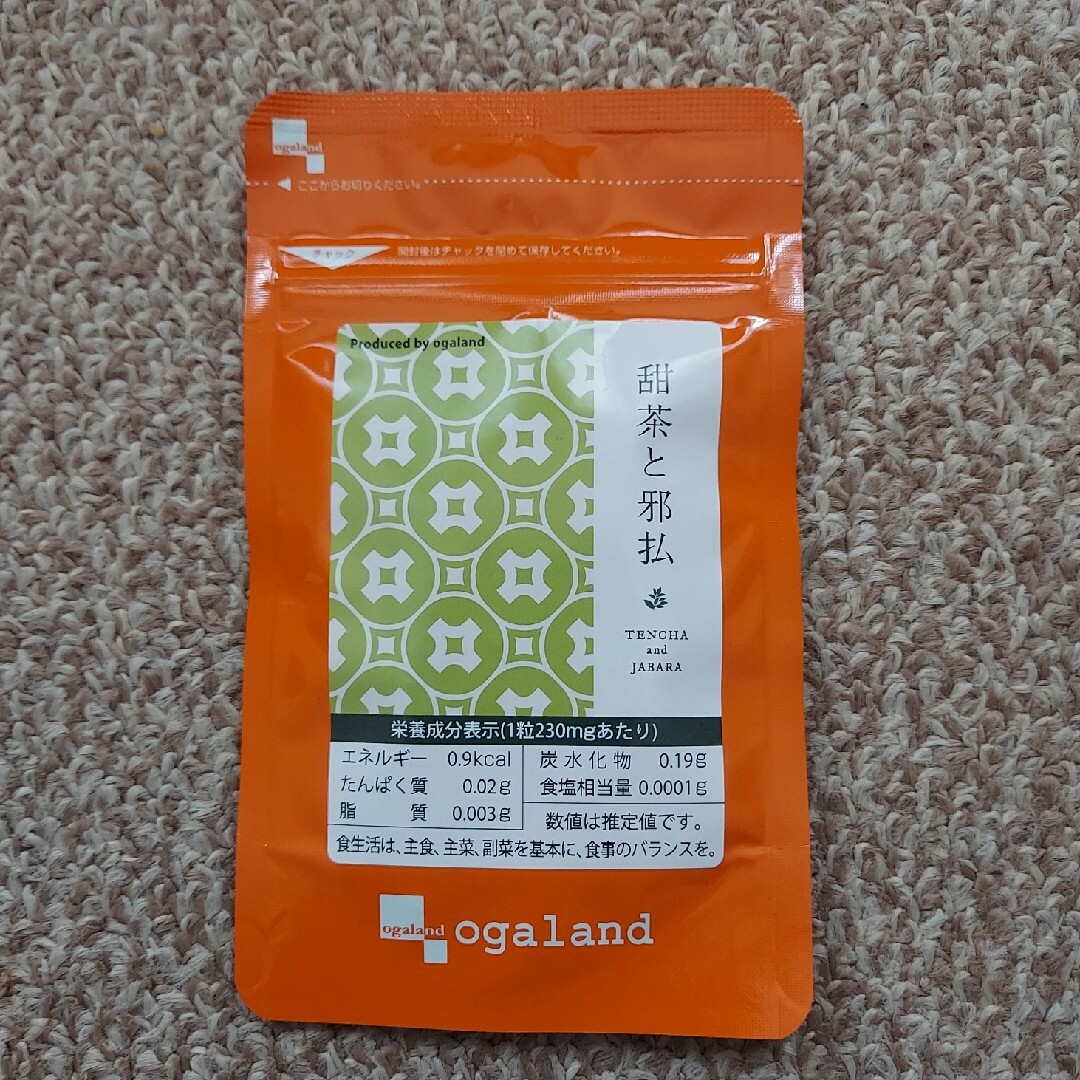 ogaland
ここからお切りください。
チャック
開封後はチャックを閉めて保存してください。
Produced by ogaland
甜茶と邪払
TENCHA
and
JABARA
栄養成分表示(1粒230mgあたり)
エネルギー 0.9kcal
たんぱく質 0.02g
脂質 0.003g
炭水化物 0.19g
食塩相当量 0.0001g
数値は推定値です。
食生活は、主食、主菜、副菜を基本に、食事のバランスを。
ogaland
ogaland